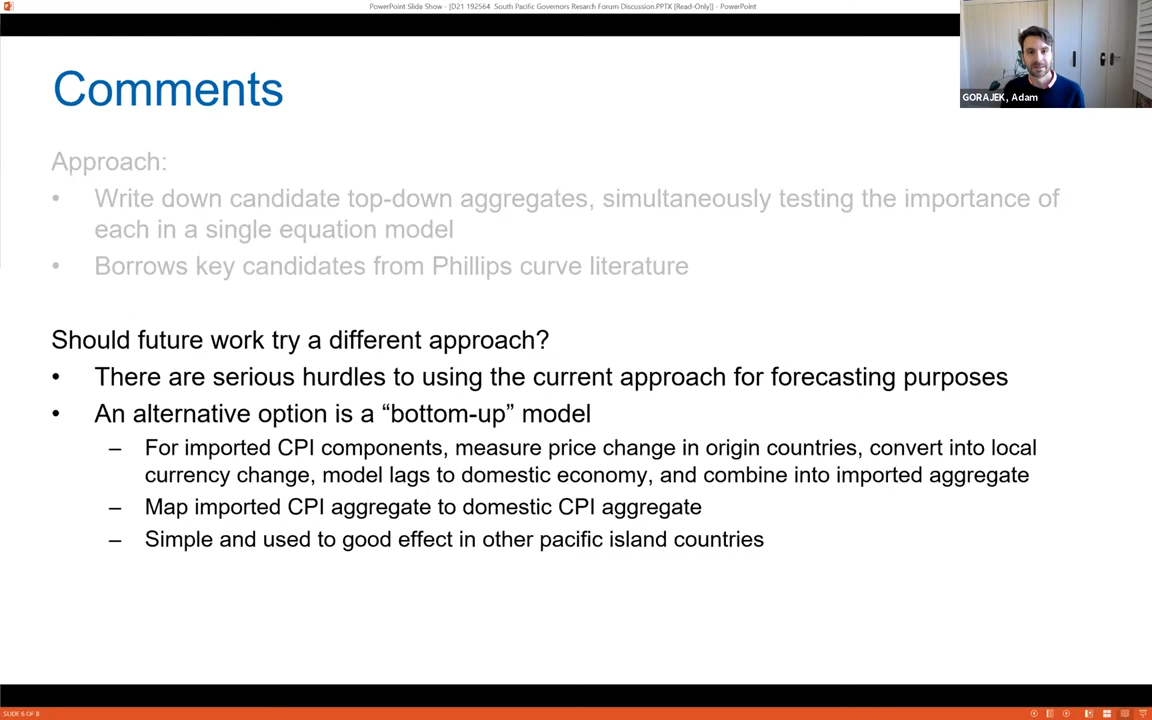 PowerPoint Slide Show - [D21 192564 South Pacific Governors Resarch Forum Discussion.PPTX [Read-Only]] - PowerPoint
GORAJEK, Adam
Comments
Approach:
• Write down candidate top-down aggregates, simultaneously testing the importance of
each in a single equation model
• Borrows key candidates from Phillips curve literature
Should future work try a different approach?
• There are serious hurdles to using the current approach for forecasting purposes
• An alternative option is a “bottom-up” model
– For imported CPI components, measure price change in origin countries, convert into local
currency change, model lags to domestic economy, and combine into imported aggregate
– Map imported CPI aggregate to domestic CPI aggregate
– Simple and used to good effect in other pacific island countries
SLIDE 6 OF 8